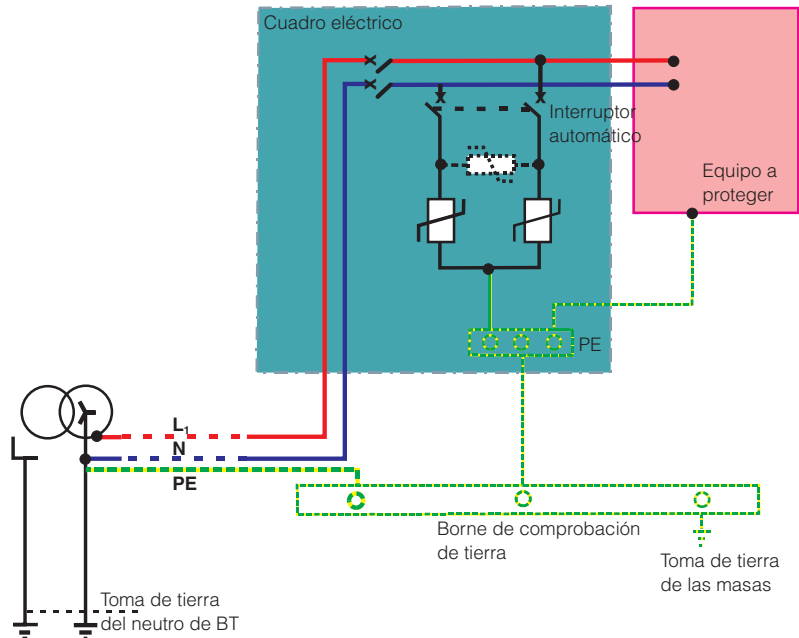 Cuadro eléctrico
Interruptor
automático
Equipo a
proteger
PE
L₁
N
PE
Borne de comprobación
de tierra
Toma de tierra
de las masas
Toma de tierra
del neutro de BT